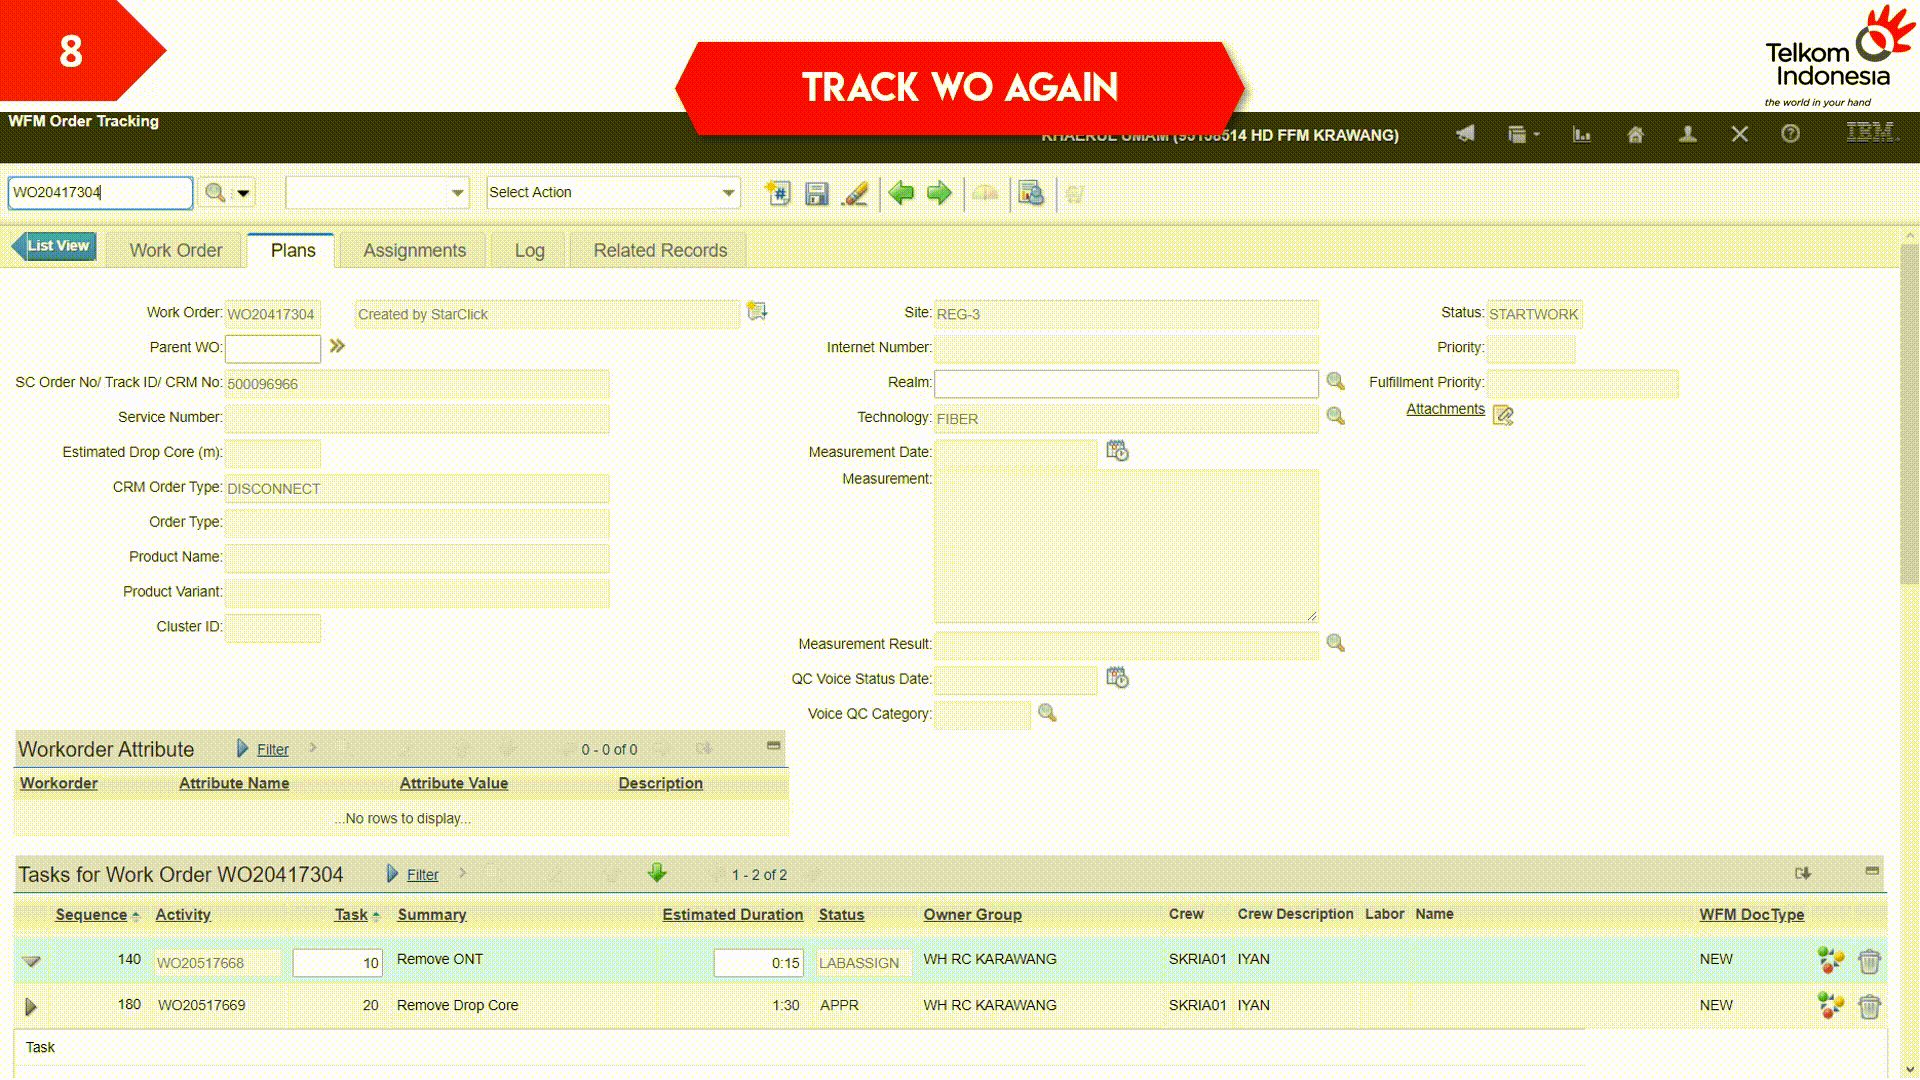 8
TRACK WO AGAIN
Telkom
Indonesia
the world in your hand
WFM Order Tracking
KHAERUL UMAM (95158514 HD FFM KRAWANG)
IBM.
WO20417304
Select Action
List View
Work Order
Plans
Assignments
Log
Related Records
Work Order: WO20417304 Created by StarClick
Site: REG-3
Status: STARTWORK
Parent WO:
Internet Number:
Priority:
SC Order No/ Track ID/ CRM No: 500096966
Realm:
Fulfillment Priority:
Service Number:
Technology: FIBER
Attachments
Estimated Drop Core (m):
Measurement Date:
CRM Order Type: DISCONNECT
Measurement:
Order Type:
Product Name:
Product Variant:
Cluster ID:
Measurement Result:
QC Voice Status Date:
Voice QC Category:
Workorder Attribute Filter 0 - 0 of 0
Workorder Attribute Name Attribute Value Description
...No rows to display...
Tasks for Work Order WO20417304 Filter 1 - 2 of 2
Sequence Activity Task Summary Estimated Duration Status Owner Group Crew Crew Description Labor Name WFM DocType
140 WO20517668 10 Remove ONT 0:15 LABASSIGN WH RC KARAWANG SKRIA01 IYAN NEW
180 WO20517669 20 Remove Drop Core 1:30 APPR WH RC KARAWANG SKRIA01 IYAN NEW
Task